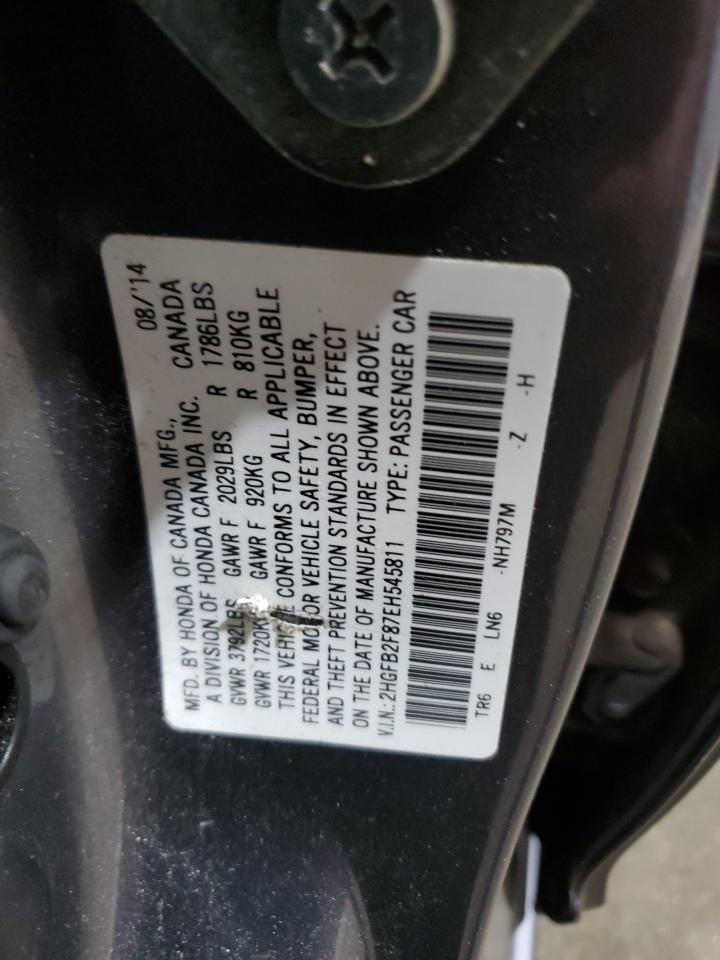 08/'14
MFD. BY HONDA OF CANADA MFG.,
A DIVISION OF HONDA CANADA INC. CANADA
GVWR 3792LBS GAWR F 2029LBS R 1786LBS
GVWR 1720KG GAWR F 920KG R 810KG
THIS VEHICLE CONFORMS TO ALL APPLICABLE
FEDERAL MOTOR VEHICLE SAFETY, BUMPER,
AND THEFT PREVENTION STANDARDS IN EFFECT
ON THE DATE OF MANUFACTURE SHOWN ABOVE.
V.I.N.:2HGFB2F87EH545811 TYPE: PASSENGER CAR
TR6 E LN6 -NH797M -Z -H